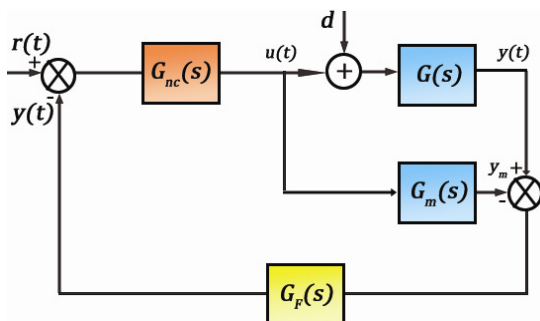 d
r(t)
+
G_nc(s)
u(t)
+
G(s)
y(t)
y(t)
-
y_m
+
G_m(s)
-
G_F(s)